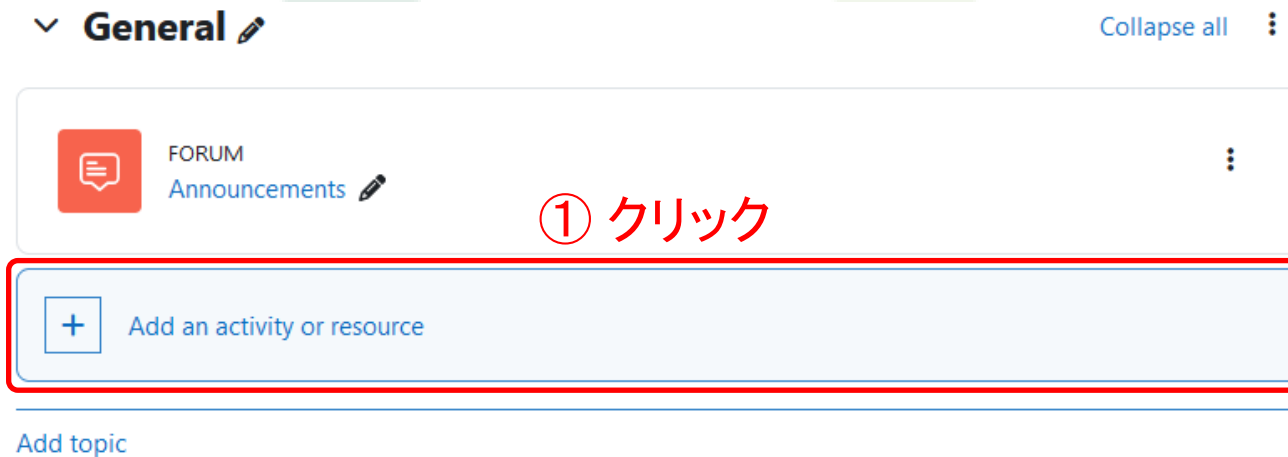 General
Collapse all
FORUM
Announcements
① クリック
Add an activity or resource
Add topic